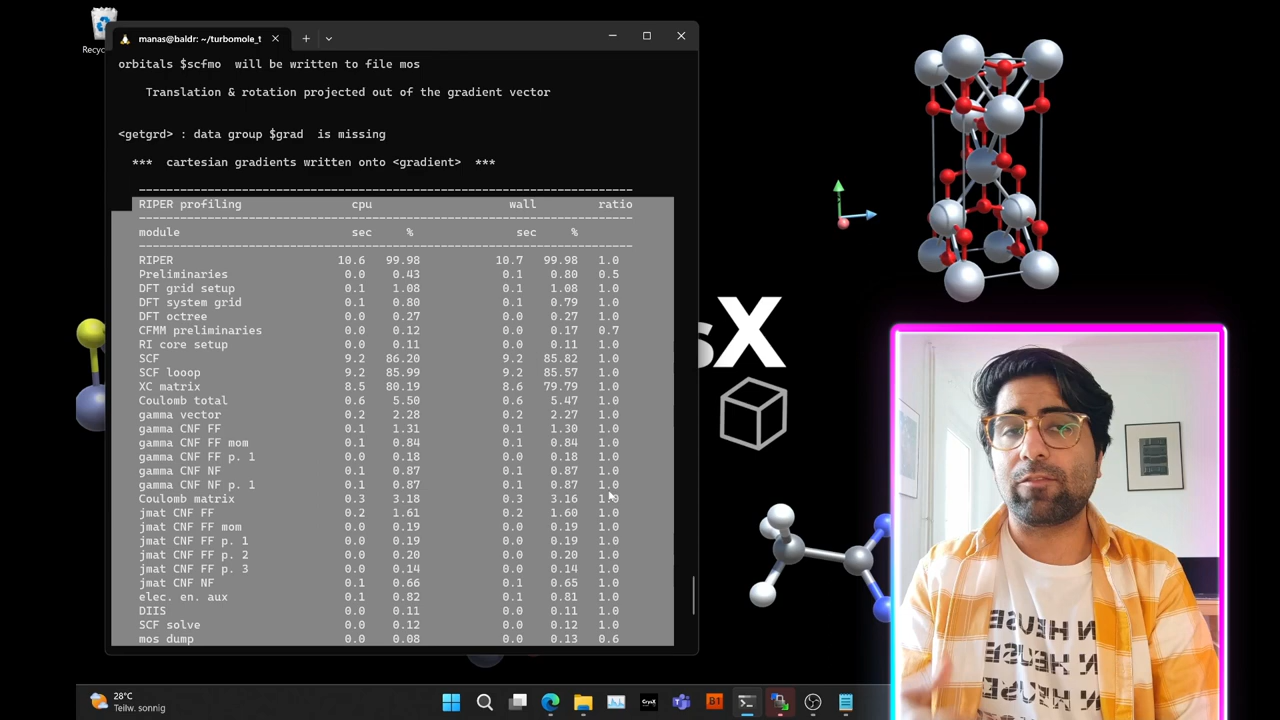 Recyc
manas@baldr: ~/turbomole_t
orbitals $scfmo  will be written to file mos
Translation & rotation projected out of the gradient vector
<getgrd> : data group $grad  is missing
***  cartesian gradients written onto <gradient>  ***
RIPER profiling cpu wall ratio
module sec % sec %
RIPER 10.6 99.98 10.7 99.98 1.0
Preliminaries 0.0 0.43 0.1 0.80 0.5
DFT grid setup 0.1 1.08 0.1 1.08 1.0
DFT system grid 0.1 0.80 0.1 0.79 1.0
DFT octree 0.0 0.27 0.0 0.27 1.0
CFMM preliminaries 0.0 0.12 0.0 0.17 0.7
RI core setup 0.0 0.11 0.0 0.11 1.0
SCF 9.2 86.20 9.2 85.82 1.0
SCF looop 9.2 85.99 9.2 85.57 1.0
XC matrix 8.5 80.19 8.6 79.79 1.0
Coulomb total 0.6 5.50 0.6 5.47 1.0
gamma vector 0.2 2.28 0.2 2.27 1.0
gamma CNF FF 0.1 1.31 0.1 1.30 1.0
gamma CNF FF mom 0.1 0.84 0.1 0.84 1.0
gamma CNF FF p. 1 0.0 0.18 0.0 0.18 1.0
gamma CNF NF 0.1 0.87 0.1 0.87 1.0
gamma CNF NF p. 1 0.1 0.87 0.1 0.87 1.0
Coulomb matrix 0.3 3.18 0.3 3.16 1.0
jmat CNF FF 0.2 1.61 0.2 1.60 1.0
jmat CNF FF mom 0.0 0.19 0.0 0.19 1.0
jmat CNF FF p. 1 0.0 0.19 0.0 0.19 1.0
jmat CNF FF p. 2 0.0 0.20 0.0 0.20 1.0
jmat CNF FF p. 3 0.0 0.14 0.0 0.14 1.0
jmat CNF NF 0.1 0.66 0.1 0.65 1.0
elec. en. aux 0.1 0.82 0.1 0.81 1.0
DIIS 0.0 0.11 0.0 0.11 1.0
SCF solve 0.0 0.12 0.0 0.12 1.0
mos dump 0.0 0.08 0.0 0.13 0.6
sX
N HEUSE
N HEUSE
N HEUSE
28°C
Teilw. sonnig
B1